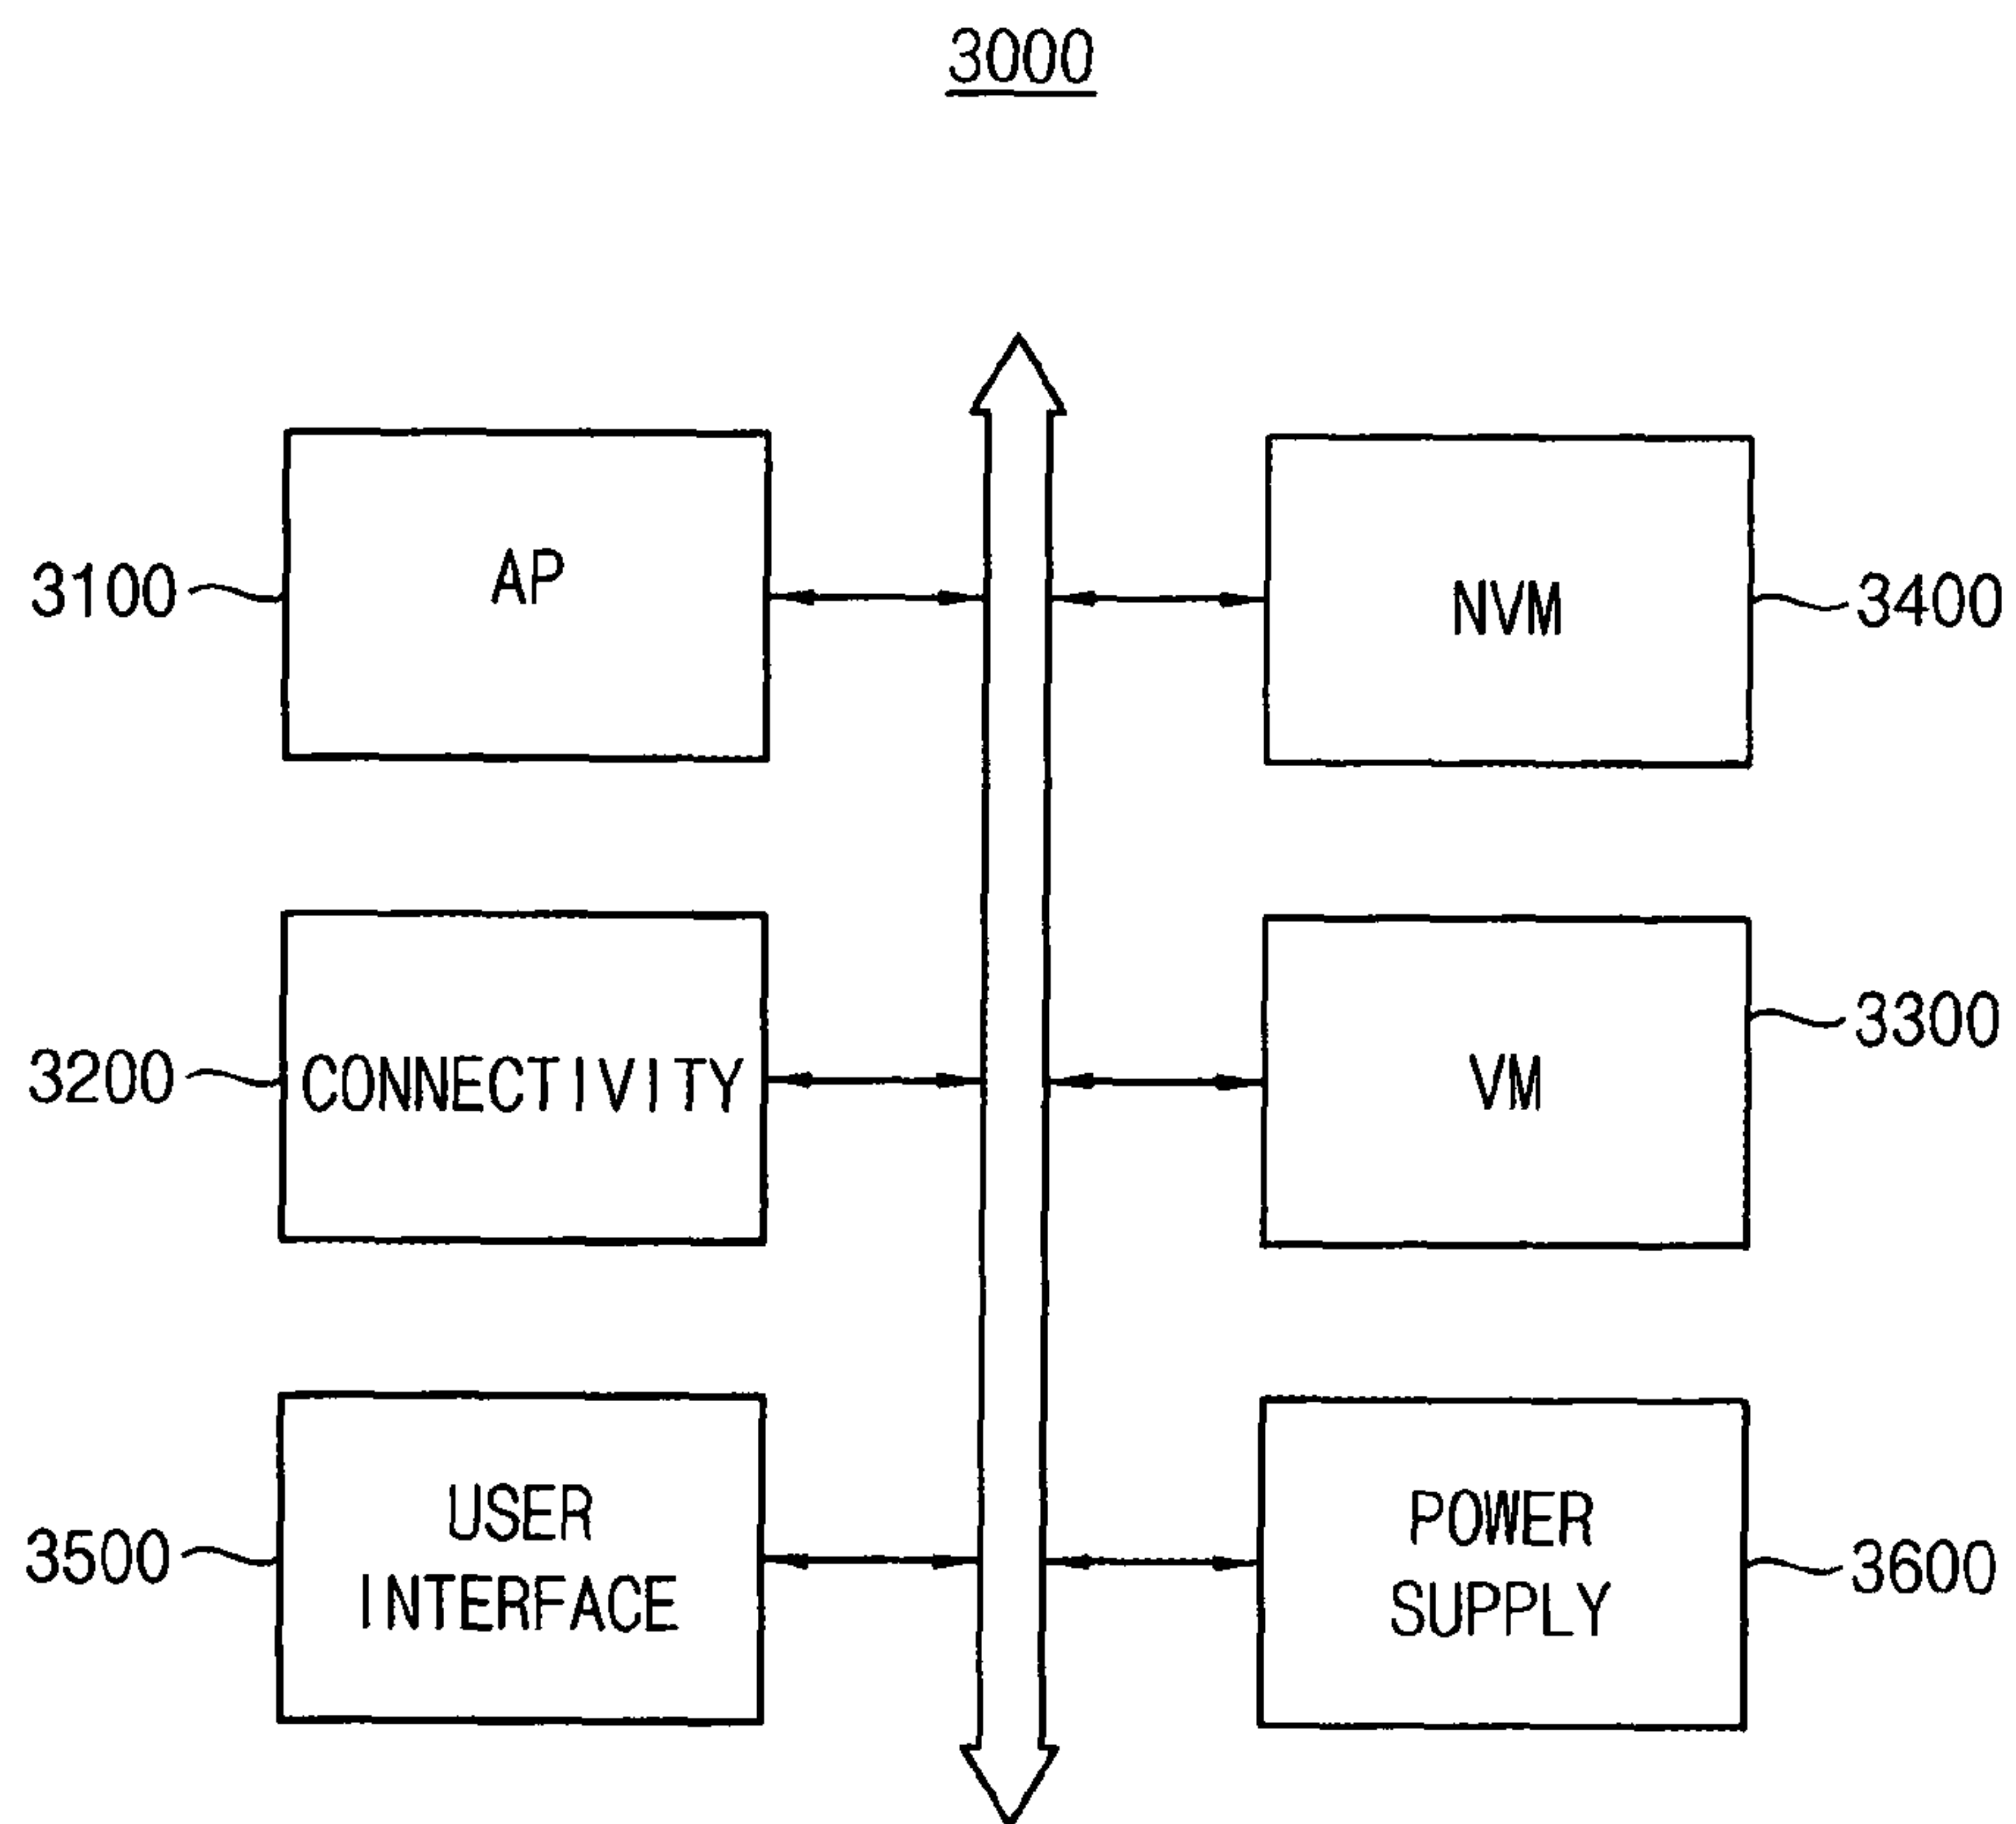 3000
3100
AP
NVM
3400
3200
CONNECTIVITY
VM
3300
3500
USER
INTERFACE
POWER
SUPPLY
3600